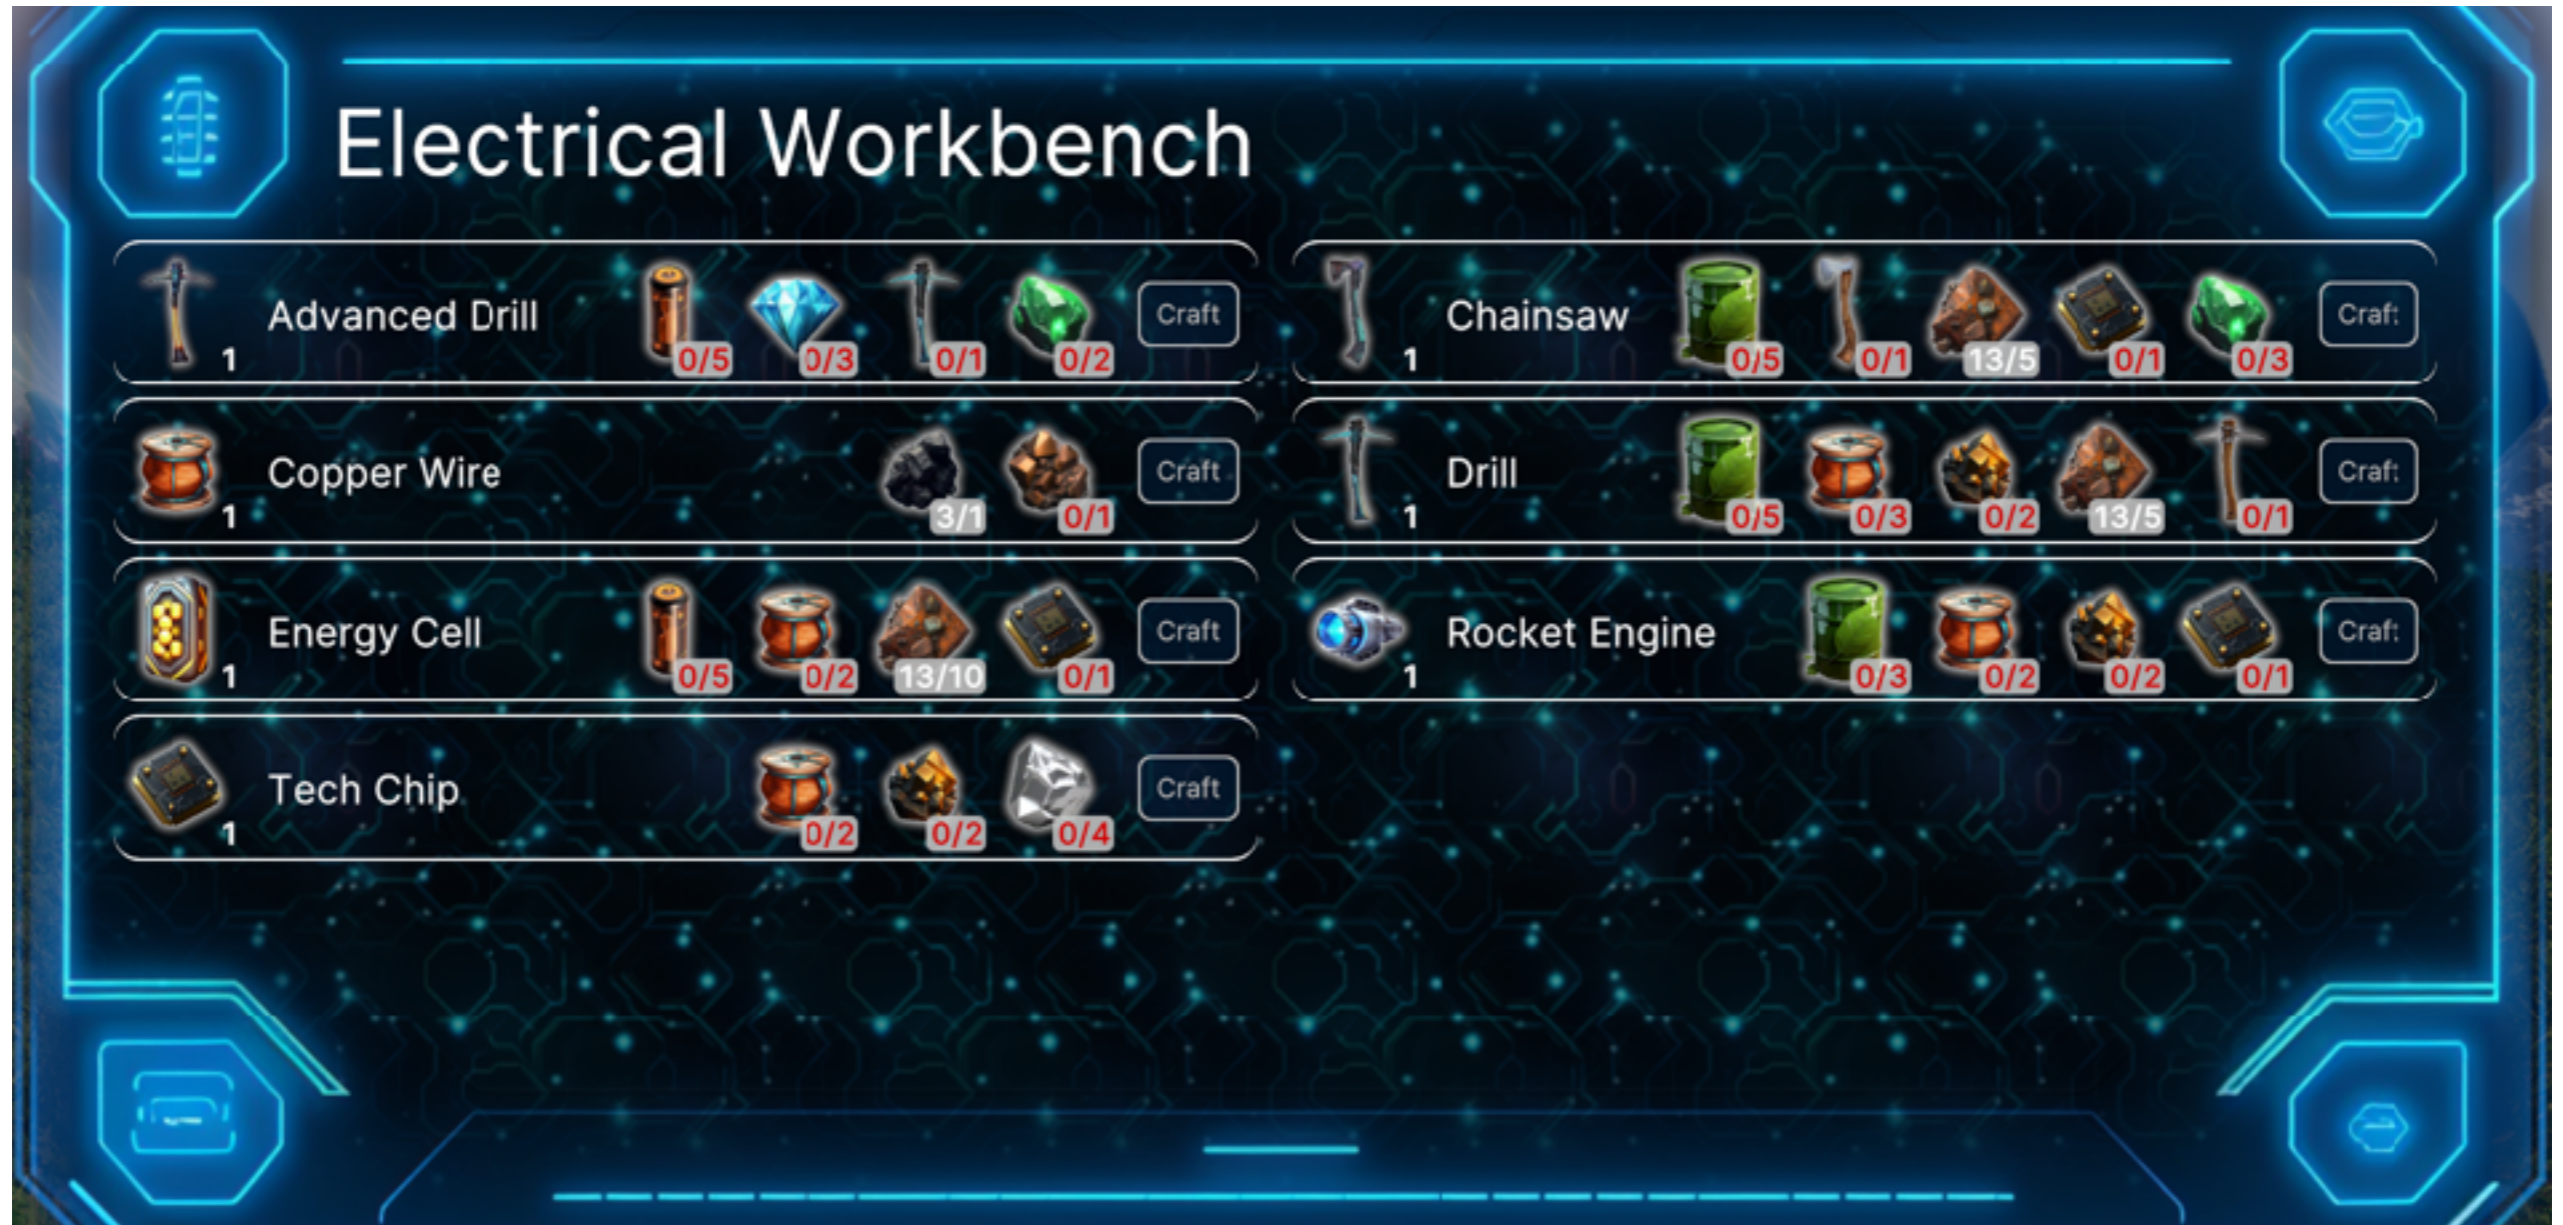 Electrical Workbench
1 Advanced Drill 0/5 0/3 0/1 0/2 Craft
1 Chainsaw 0/5 0/1 13/5 0/1 0/3 Craft
1 Copper Wire 3/1 0/1 Craft
1 Drill 0/5 0/3 0/2 13/5 0/1 Craft
1 Energy Cell 0/5 0/2 13/10 0/1 Craft
1 Rocket Engine 0/3 0/2 0/2 0/1 Craft
1 Tech Chip 0/2 0/2 0/4 Craft